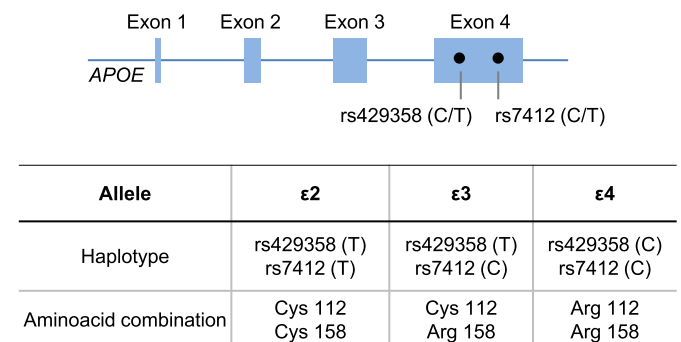 Exon 1 Exon 2 Exon 3 Exon 4
APOE
rs429358 (C/T) rs7412 (C/T)
Allele ε2 ε3 ε4
Haplotype
rs429358 (T) rs429358 (T) rs429358 (C)
rs7412 (T) rs7412 (C) rs7412 (C)
Aminoacid combination
Cys 112 Cys 112 Arg 112
Cys 158 Arg 158 Arg 158